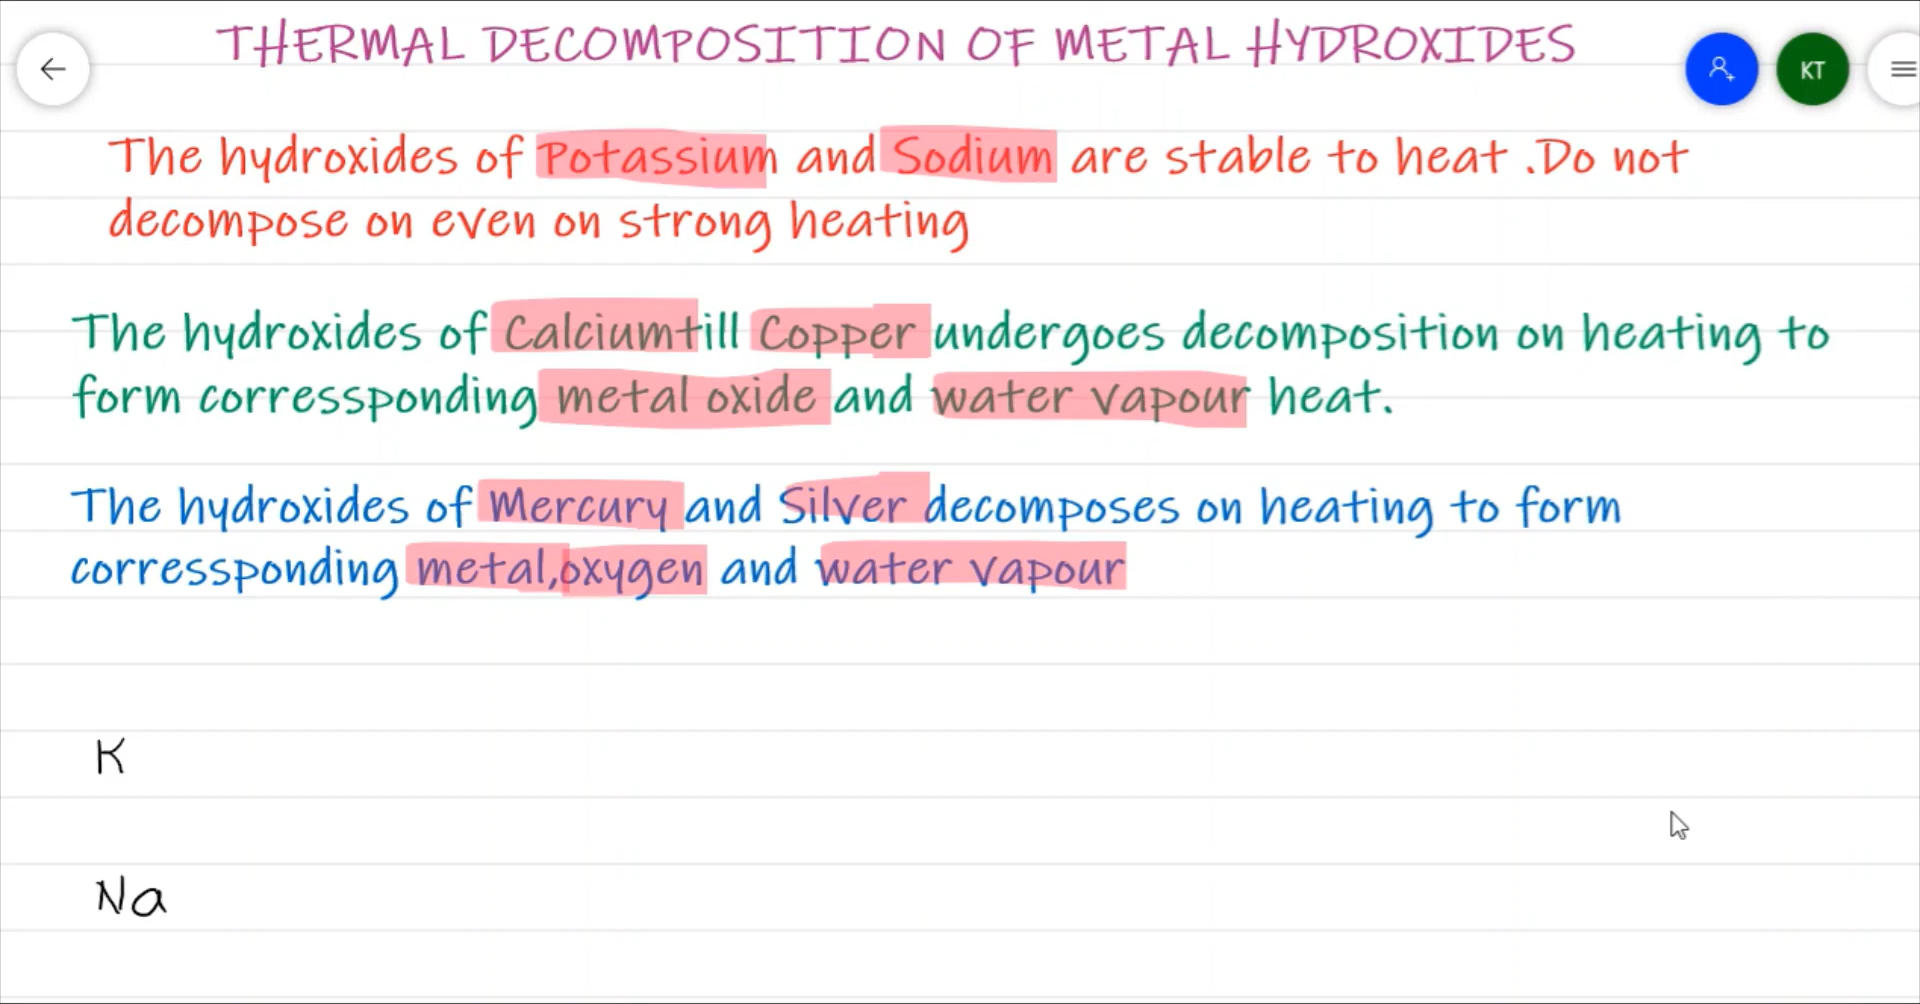 THERMAL DECOMPOSITION OF METAL HYDROXIDES
KT
The hydroxides of Potassium and Sodium are stable to heat .Do not
decompose on even on strong heating
The hydroxides of Calciumtill Copper undergoes decomposition on heating to
form corressponding metal oxide and water vapour heat.
The hydroxides of Mercury and Silver decomposes on heating to form
corressponding metal,oxygen and water vapour
K
Na